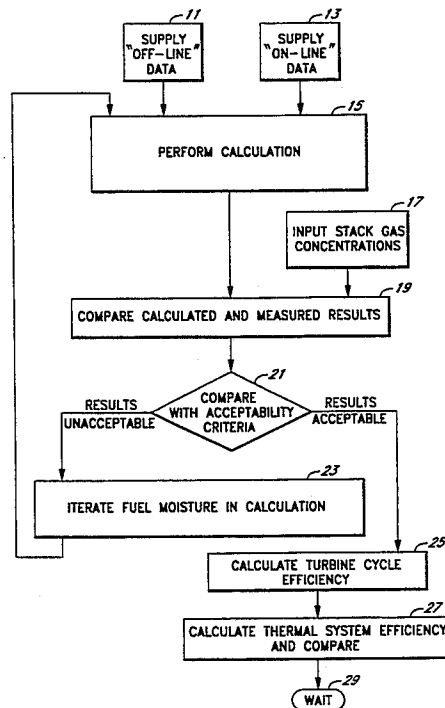 11
SUPPLY
"OFF-LINE"
DATA
13
SUPPLY
"ON-LINE"
DATA
15
PERFORM CALCULATION
17
INPUT STACK GAS
CONCENTRATIONS
19
COMPARE CALCULATED AND MEASURED RESULTS
21
COMPARE
WITH ACCEPTABILITY
CRITERIA
RESULTS
UNACCEPTABLE
RESULTS
ACCEPTABLE
23
ITERATE FUEL MOISTURE IN CALCULATION
25
CALCULATE TURBINE CYCLE
EFFICIENCY
27
CALCULATE THERMAL SYSTEM EFFICIENCY
AND COMPARE
29
WAIT